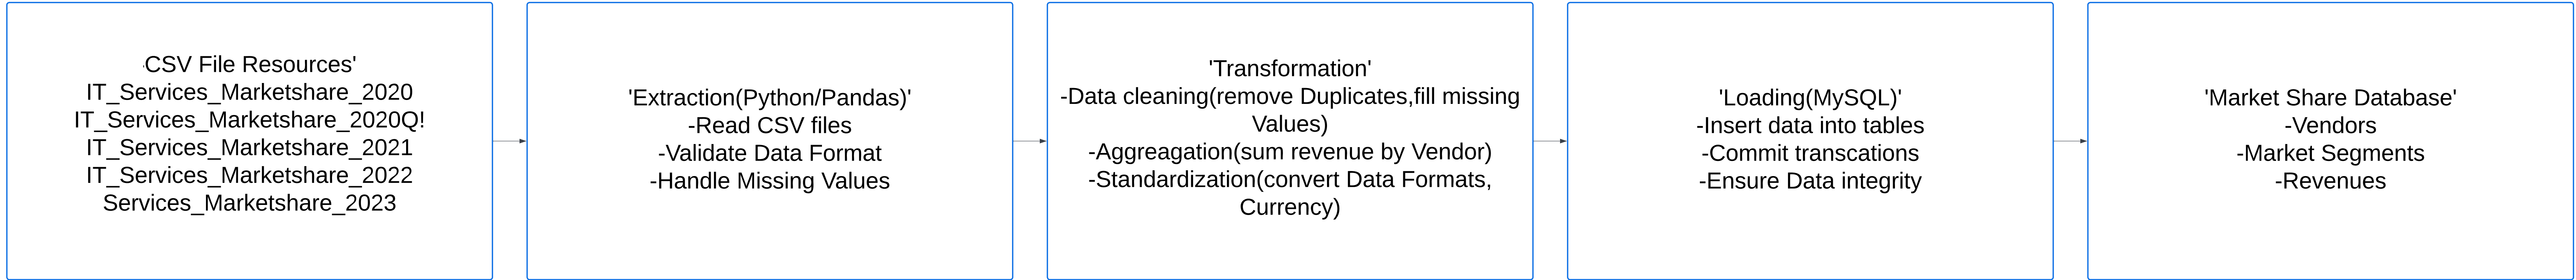 'CSV File Resources'
IT_Services_Marketshare_2020
IT_Services_Marketshare_2020Q!
IT_Services_Marketshare_2021
IT_Services_Marketshare_2022
Services_Marketshare_2023
'Extraction(Python/Pandas)'
-Read CSV files
-Validate Data Format
-Handle Missing Values
'Transformation'
-Data cleaning(remove Duplicates,fill missing
Values)
-Aggreagation(sum revenue by Vendor)
-Standardization(convert Data Formats,
Currency)
'Loading(MySQL)'
-Insert data into tables
-Commit transcations
-Ensure Data integrity
'Market Share Database'
-Vendors
-Market Segments
-Revenues